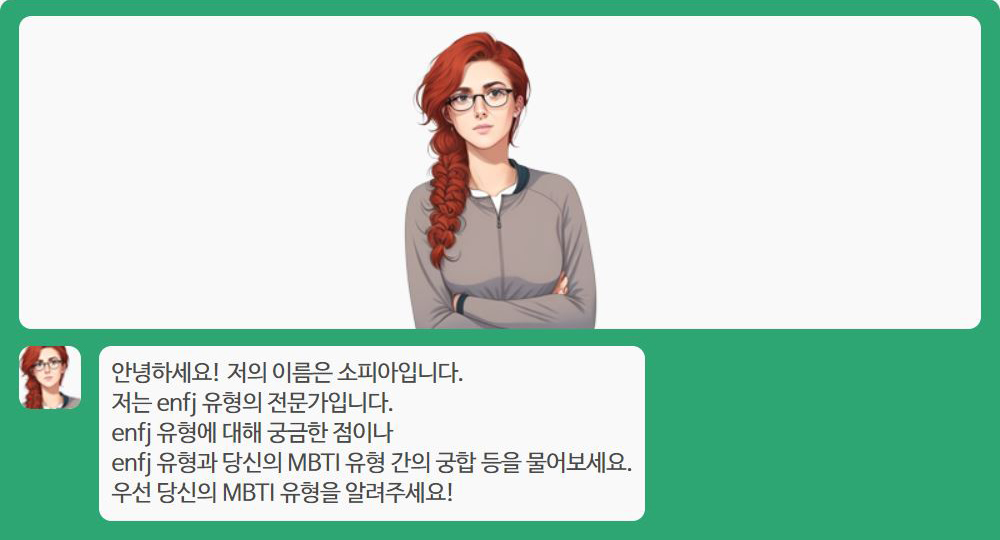 안녕하세요! 저의 이름은 소피아입니다.
저는 enfj 유형의 전문가입니다.
enfj 유형에 대해 궁금한 점이나
enfj 유형과 당신의 MBTI 유형 간의 궁합 등을 물어보세요.
우선 당신의 MBTI 유형을 알려주세요!